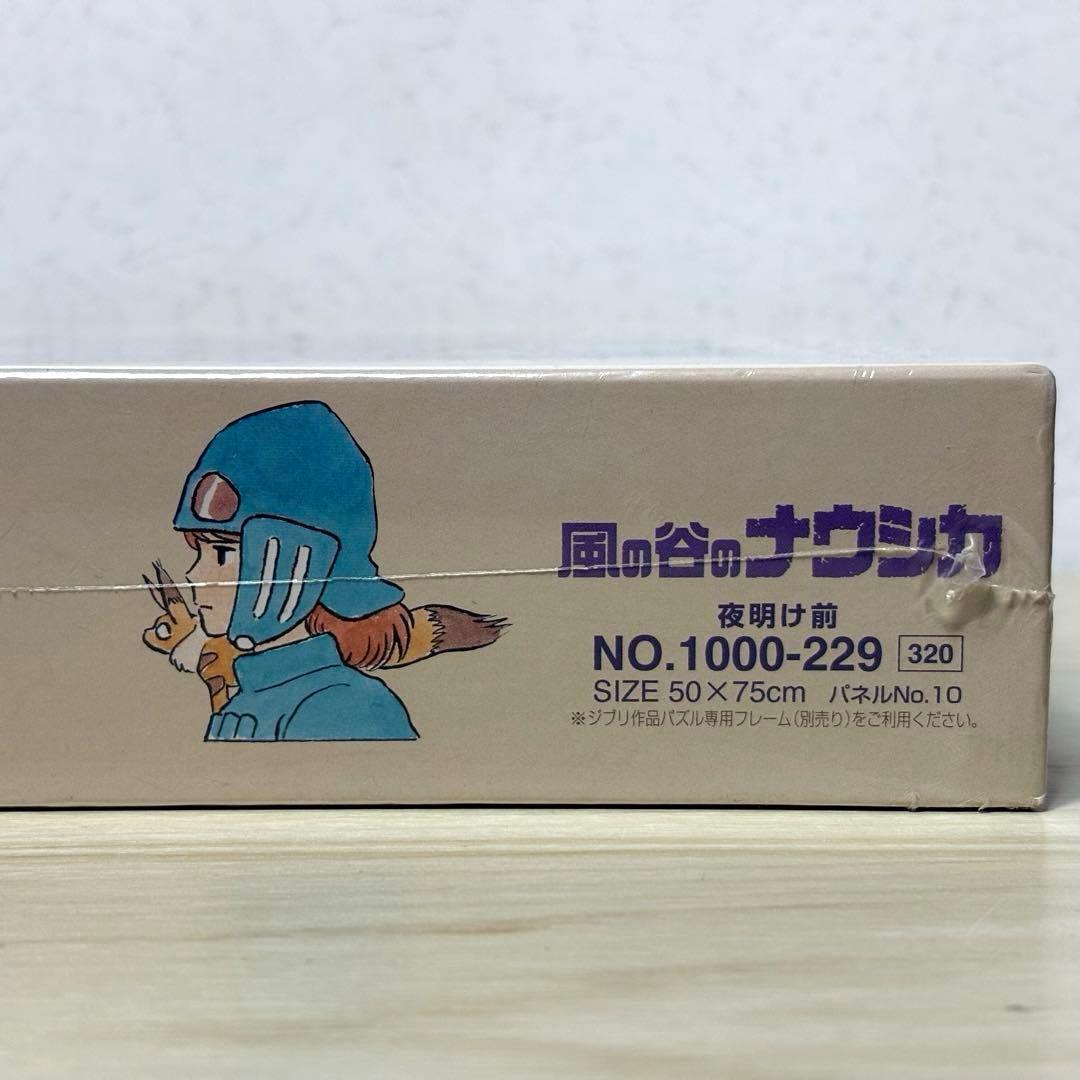 風の谷のナウシカ
夜明け前
NO.1000-229 320
SIZE 50×75cm パネルNo.10
※ジブリ作品パズル専用フレーム(別売り)をご利用ください。